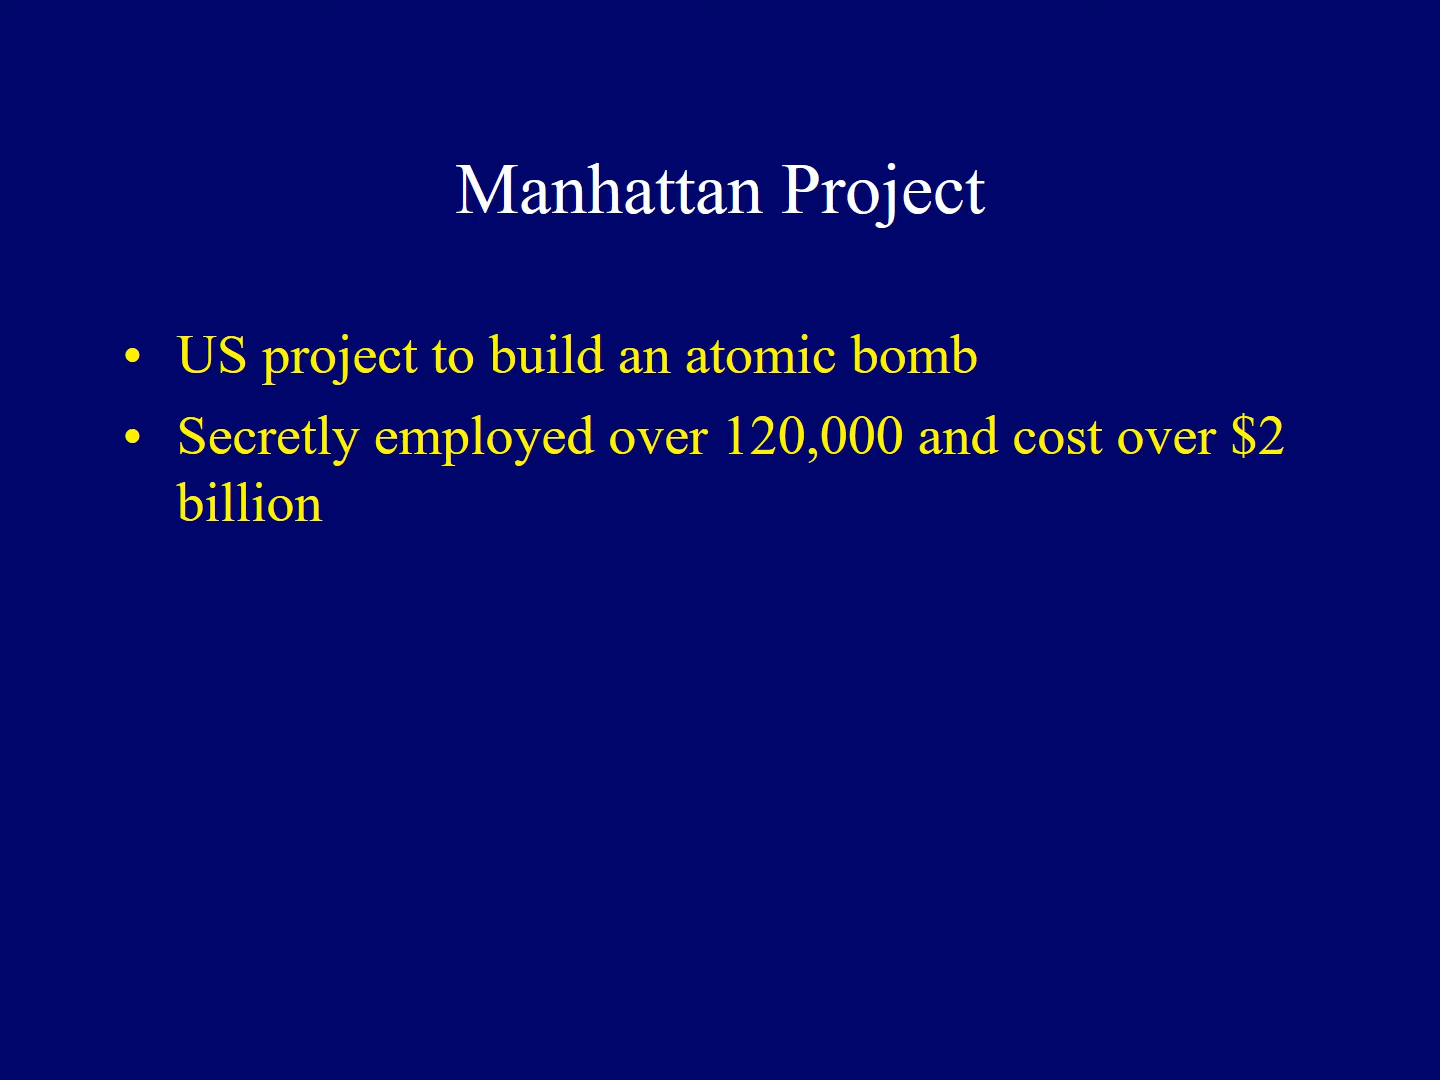 Manhattan Project
• US project to build an atomic bomb
• Secretly employed over 120,000 and cost over $2
billion